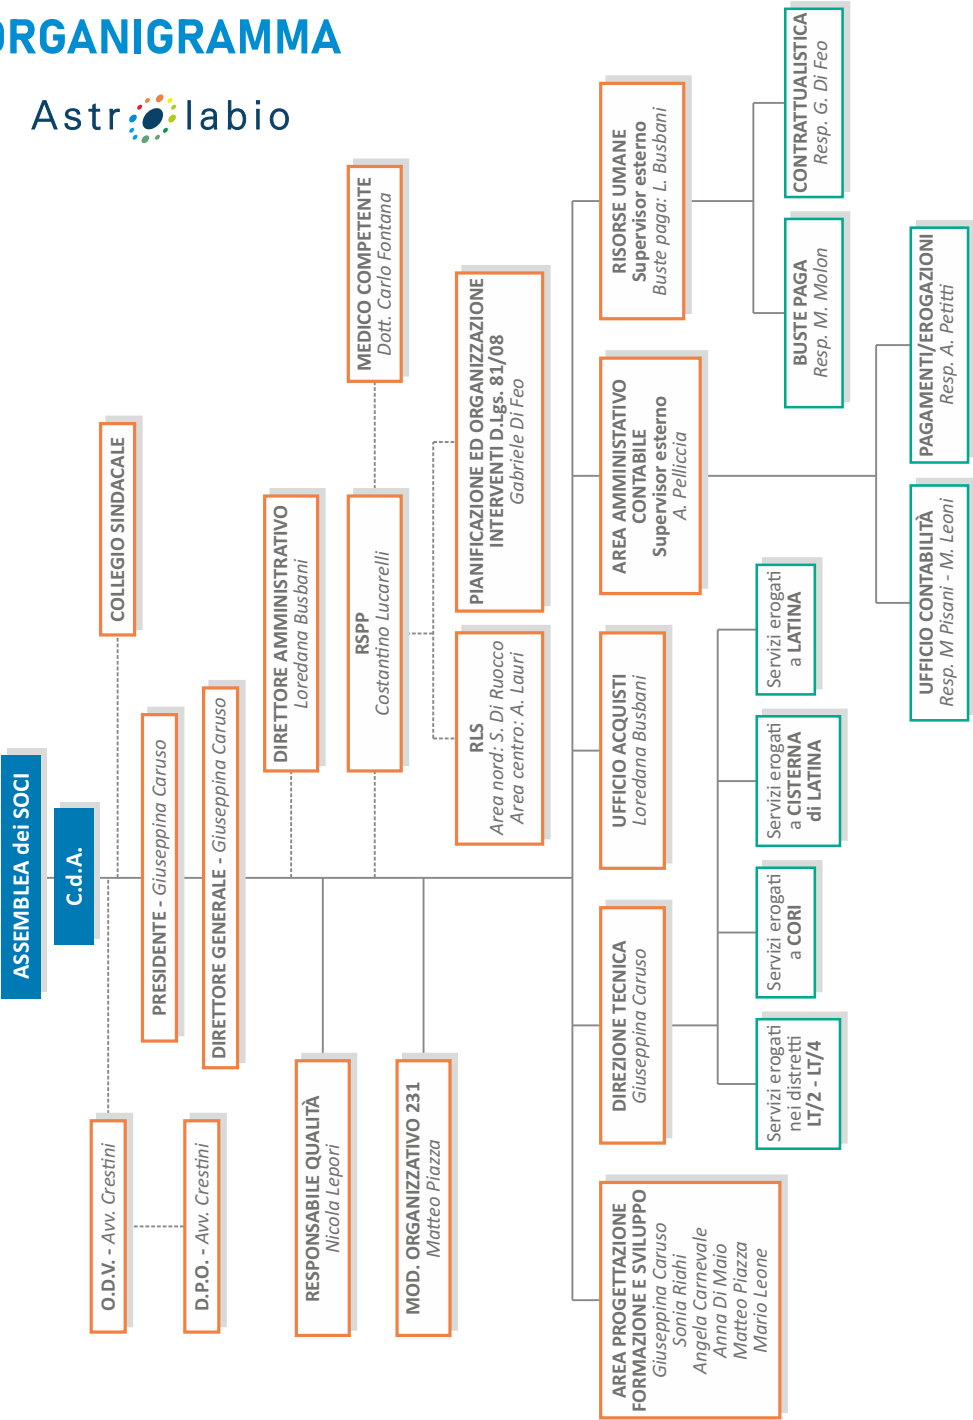 ORGANIGRAMMA
Astrolabio
ASSEMBLEA dei SOCI
C.d.A.
COLLEGIO SINDACALE
O.D.V. - Avv. Crestini
D.P.O. - Avv. Crestini
PRESIDENTE - Giuseppina Caruso
DIRETTORE GENERALE - Giuseppina Caruso
DIRETTORE AMMINISTRATIVO
Loredana Busbani
RESPONSABILE QUALITÀ
Nicola Lepori
RSPP
Costantino Lucarelli
MEDICO COMPETENTE
Dott. Carlo Fontana
MOD. ORGANIZZATIVO 231
Matteo Piazza
RLS
Area nord: S. Di Ruocco
Area centro: A. Lauri
PIANIFICAZIONE ED ORGANIZZAZIONE
INTERVENTI D.Lgs. 81/08
Gabriele Di Feo
AREA PROGETTAZIONE
FORMAZIONE E SVILUPPO
Giuseppina Caruso
Sonia Riahi
Angela Carnevale
Anna Di Maio
Matteo Piazza
Mario Leone
DIREZIONE TECNICA
Giuseppina Caruso
UFFICIO ACQUISTI
Loredana Busbani
AREA AMMINISTRATIVO
CONTABILE
Supervisor esterno
A. Pelliccia
RISORSE UMANE
Supervisor esterno
Buste paga: L. Busbani
Servizi erogati
nei distretti
LT/2 - LT/4
Servizi erogati
a CORI
Servizi erogati
a CISTERNA
di LATINA
Servizi erogati
a LATINA
BUSTE PAGA
Resp. M. Molon
CONTRATTUALISTICA
Resp. G. Di Feo
UFFICIO CONTABILITÀ
Resp. M Pisani - M. Leoni
PAGAMENTI/EROGAZIONI
Resp. A. Petitti